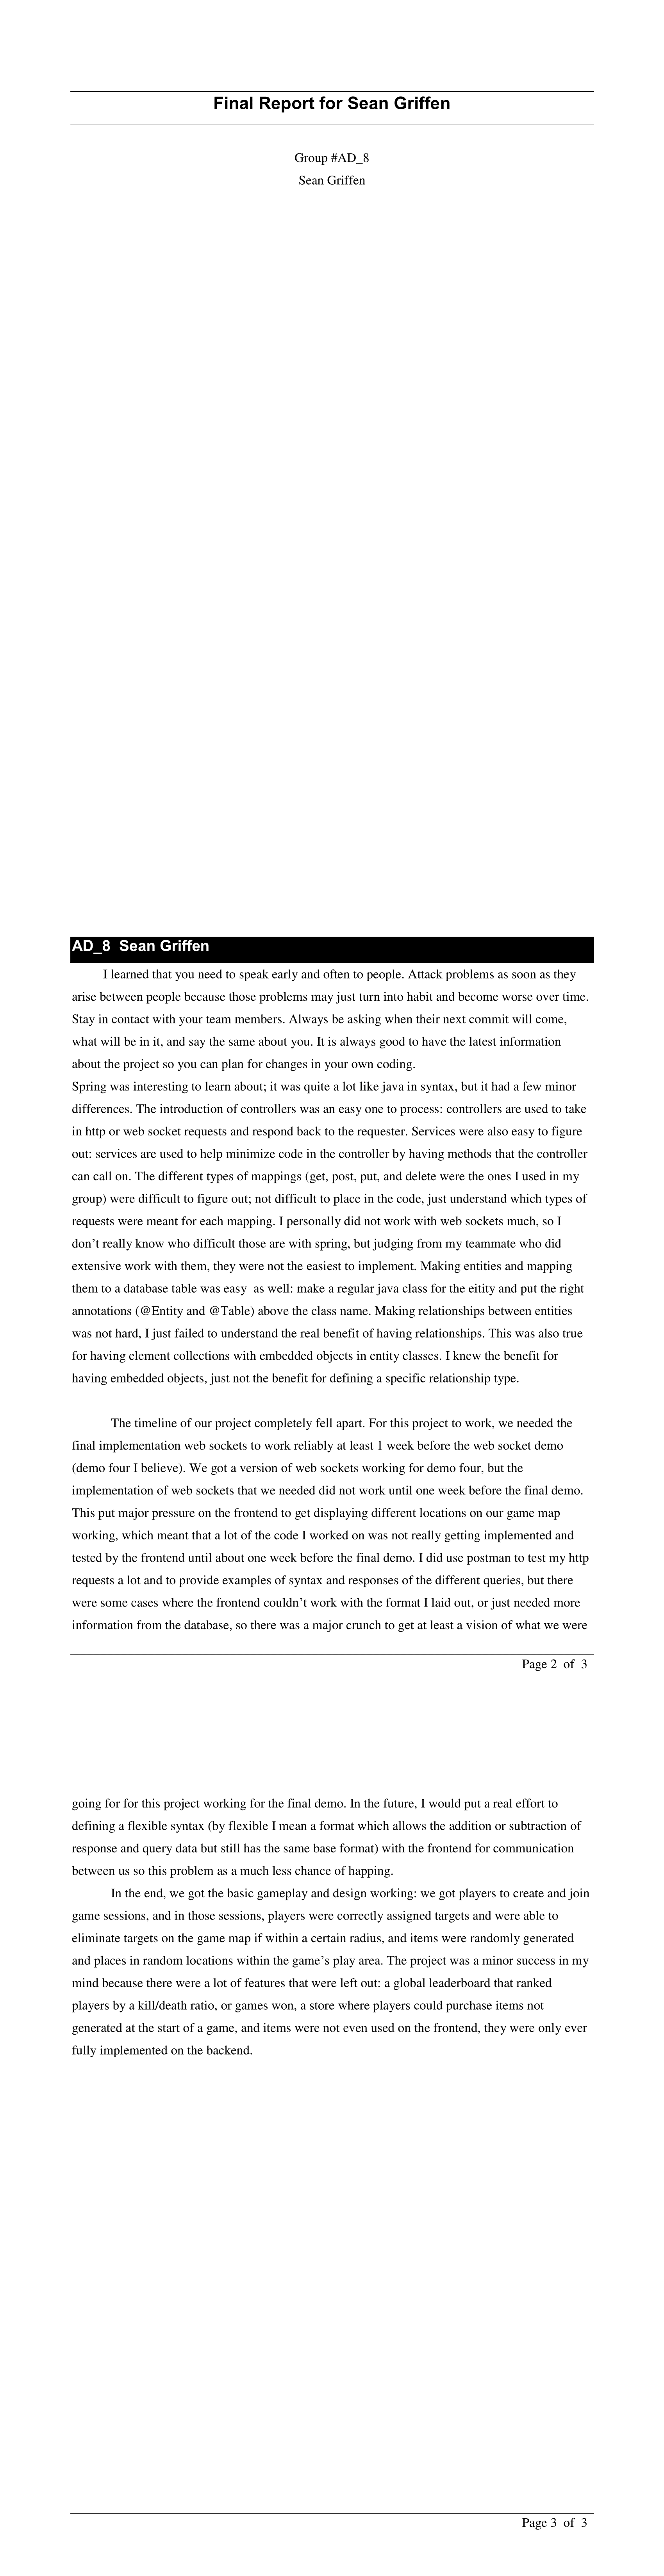 Final Report for Sean Griffen
Group #AD_8
Sean Griffen
AD_8  Sean Griffen
I learned that you need to speak early and often to people. Attack problems as soon as they
arise between people because those problems may just turn into habit and become worse over time.
Stay in contact with your team members. Always be asking when their next commit will come,
what will be in it, and say the same about you. It is always good to have the latest information
about the project so you can plan for changes in your own coding.
Spring was interesting to learn about; it was quite a lot like java in syntax, but it had a few minor
differences. The introduction of controllers was an easy one to process: controllers are used to take
in http or web socket requests and respond back to the requester. Services were also easy to figure
out: services are used to help minimize code in the controller by having methods that the controller
can call on. The different types of mappings (get, post, put, and delete were the ones I used in my
group) were difficult to figure out; not difficult to place in the code, just understand which types of
requests were meant for each mapping. I personally did not work with web sockets much, so I
don’t really know who difficult those are with spring, but judging from my teammate who did
extensive work with them, they were not the easiest to implement. Making entities and mapping
them to a database table was easy  as well: make a regular java class for the eitity and put the right
annotations (@Entity and @Table) above the class name. Making relationships between entities
was not hard, I just failed to understand the real benefit of having relationships. This was also true
for having element collections with embedded objects in entity classes. I knew the benefit for
having embedded objects, just not the benefit for defining a specific relationship type.
The timeline of our project completely fell apart. For this project to work, we needed the
final implementation web sockets to work reliably at least 1 week before the web socket demo
(demo four I believe). We got a version of web sockets working for demo four, but the
implementation of web sockets that we needed did not work until one week before the final demo.
This put major pressure on the frontend to get displaying different locations on our game map
working, which meant that a lot of the code I worked on was not really getting implemented and
tested by the frontend until about one week before the final demo. I did use postman to test my http
requests a lot and to provide examples of syntax and responses of the different queries, but there
were some cases where the frontend couldn’t work with the format I laid out, or just needed more
information from the database, so there was a major crunch to get at least a vision of what we were
Page 2  of  3
going for for this project working for the final demo. In the future, I would put a real effort to
defining a flexible syntax (by flexible I mean a format which allows the addition or subtraction of
response and query data but still has the same base format) with the frontend for communication
between us so this problem as a much less chance of happing.
In the end, we got the basic gameplay and design working: we got players to create and join
game sessions, and in those sessions, players were correctly assigned targets and were able to
eliminate targets on the game map if within a certain radius, and items were randomly generated
and places in random locations within the game’s play area. The project was a minor success in my
mind because there were a lot of features that were left out: a global leaderboard that ranked
players by a kill/death ratio, or games won, a store where players could purchase items not
generated at the start of a game, and items were not even used on the frontend, they were only ever
fully implemented on the backend.
Page 3  of  3